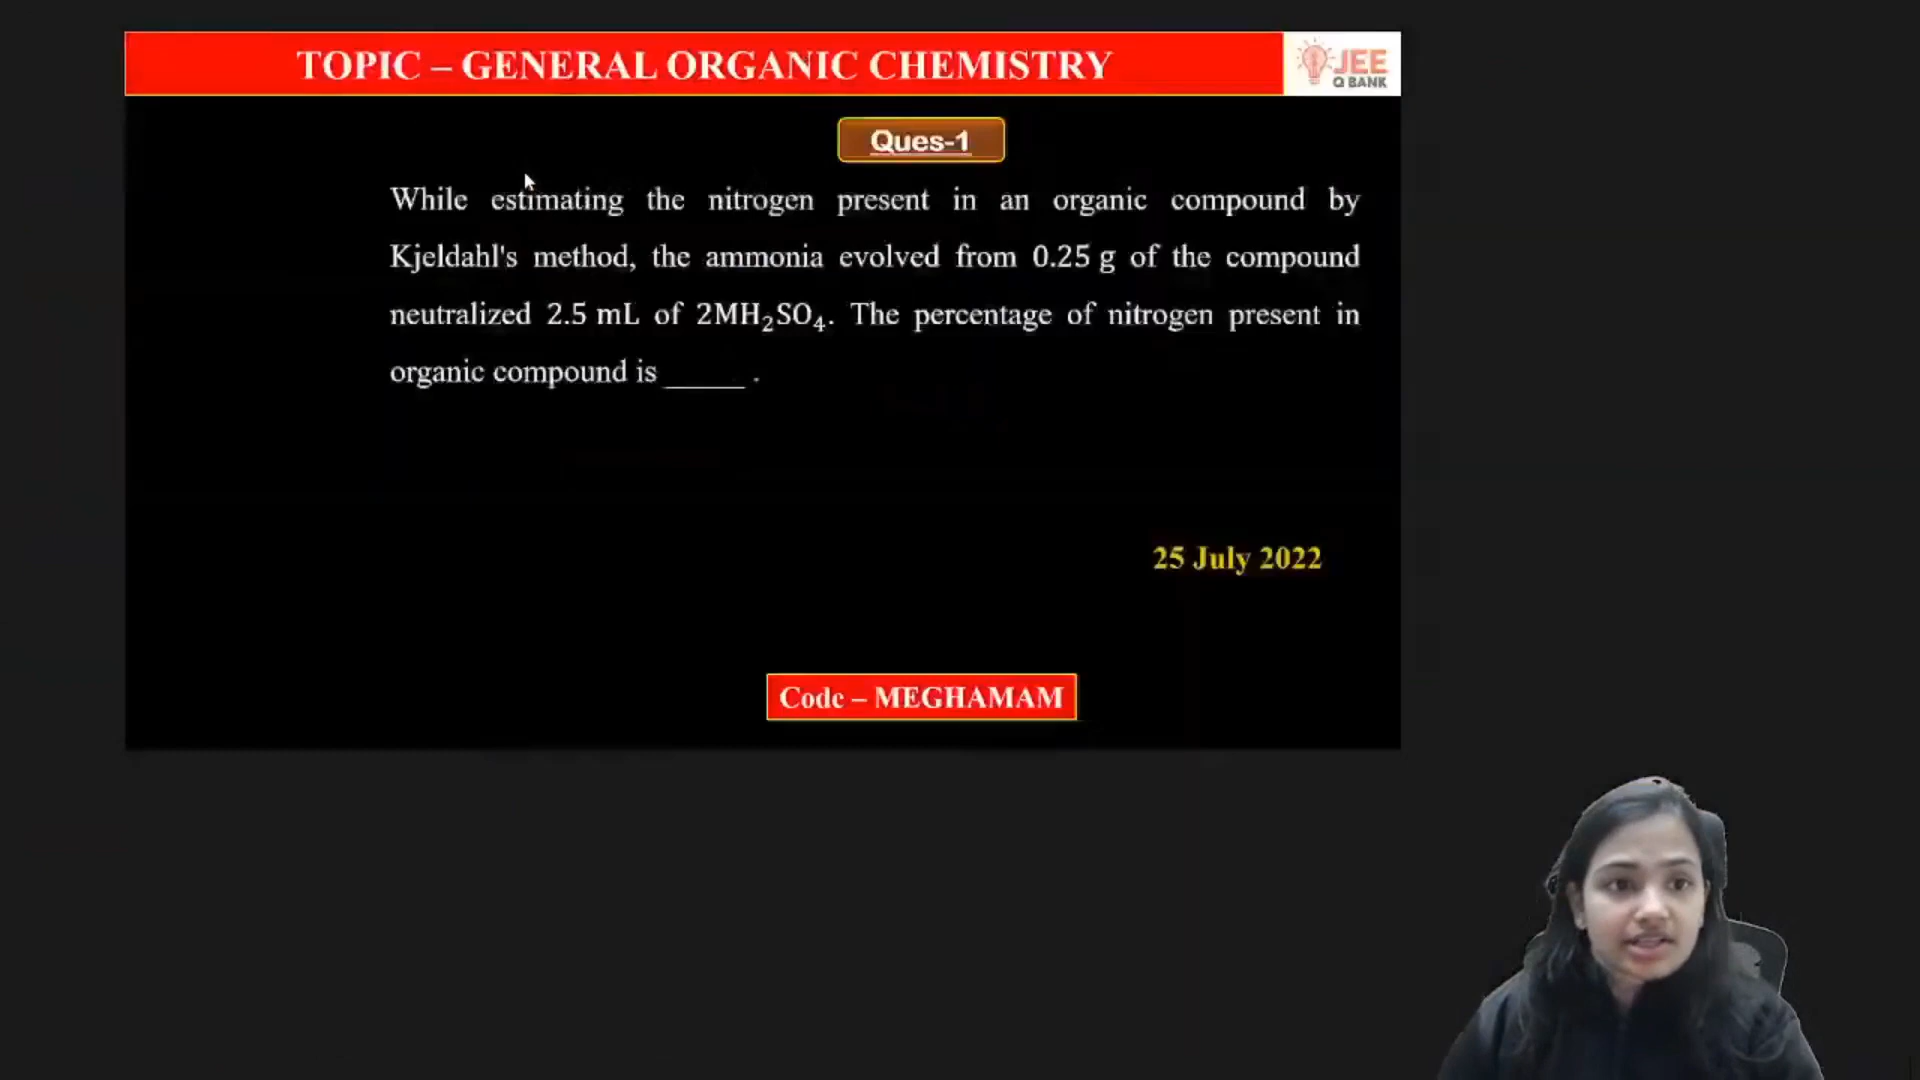 TOPIC – GENERAL ORGANIC CHEMISTRY
JEE
Q BANK
Ques-1
While estimating the nitrogen present in an organic compound by
Kjeldahl's method, the ammonia evolved from 0.25 g of the compound
neutralized 2.5 mL of 2MH₂SO₄. The percentage of nitrogen present in
organic compound is _____ .
25 July 2022
Code – MEGHAMAM